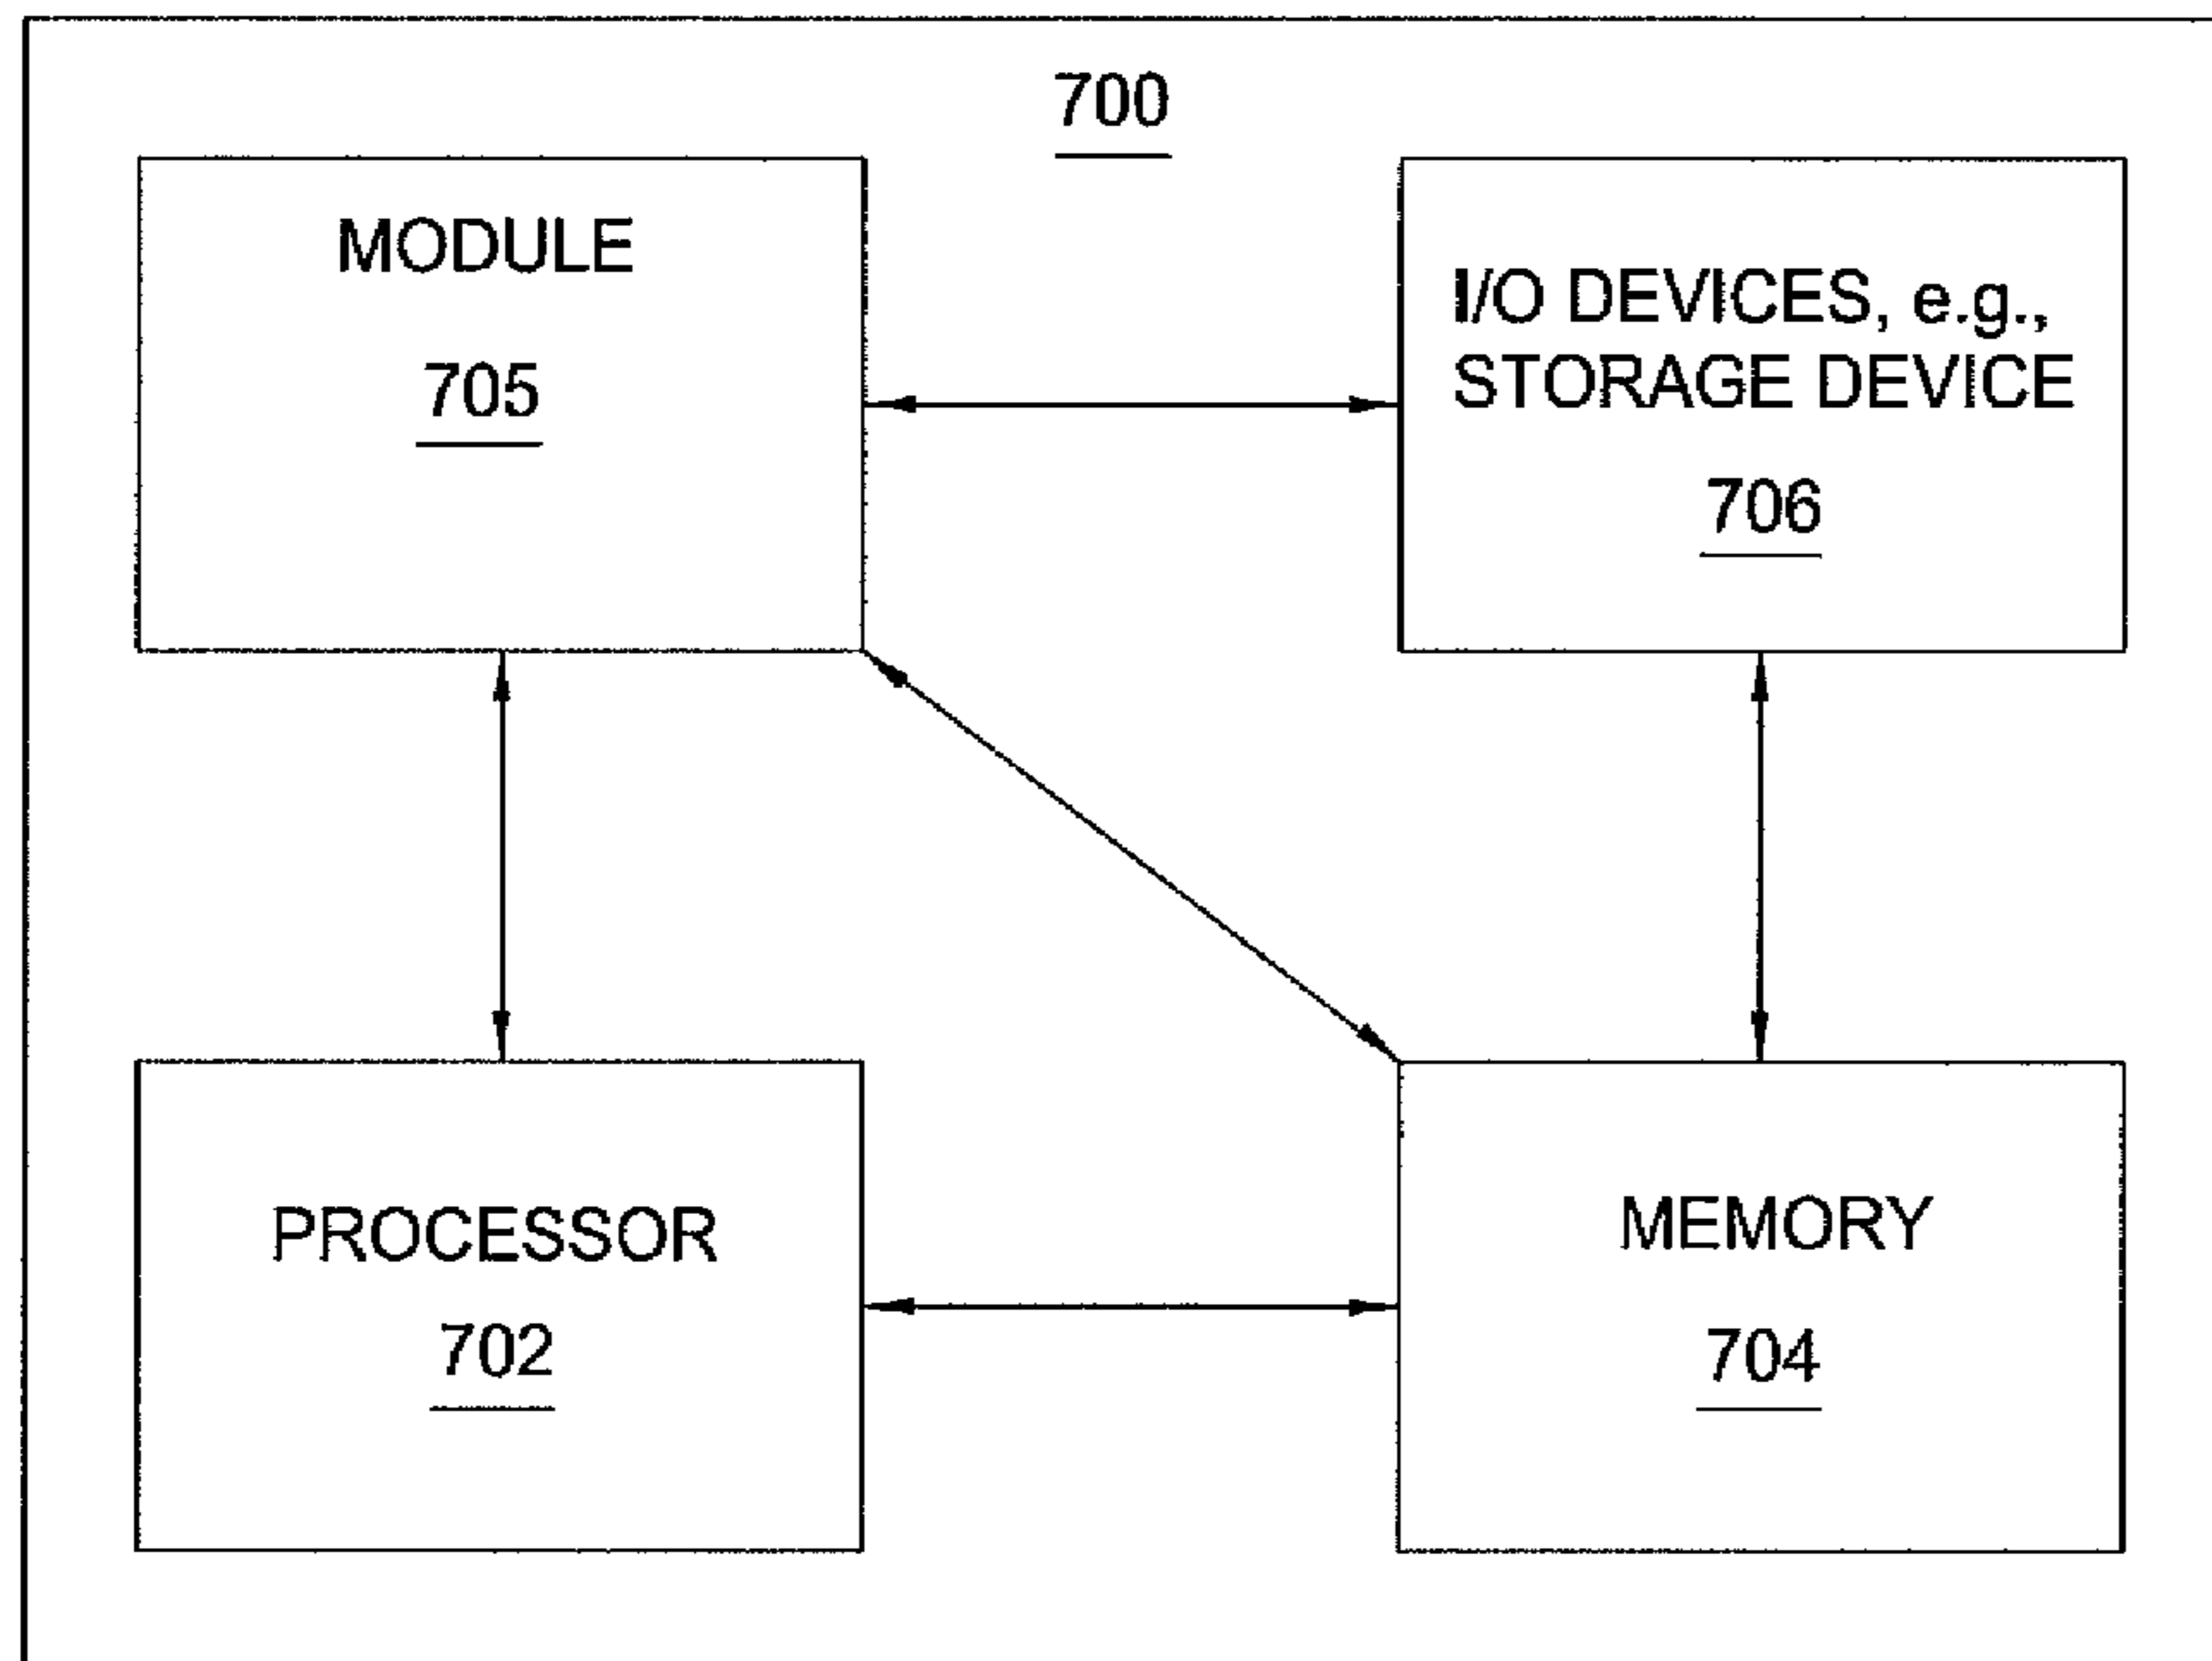 700
MODULE
705
I/O DEVICES, e.g.,
STORAGE DEVICE
706
PROCESSOR
702
MEMORY
704